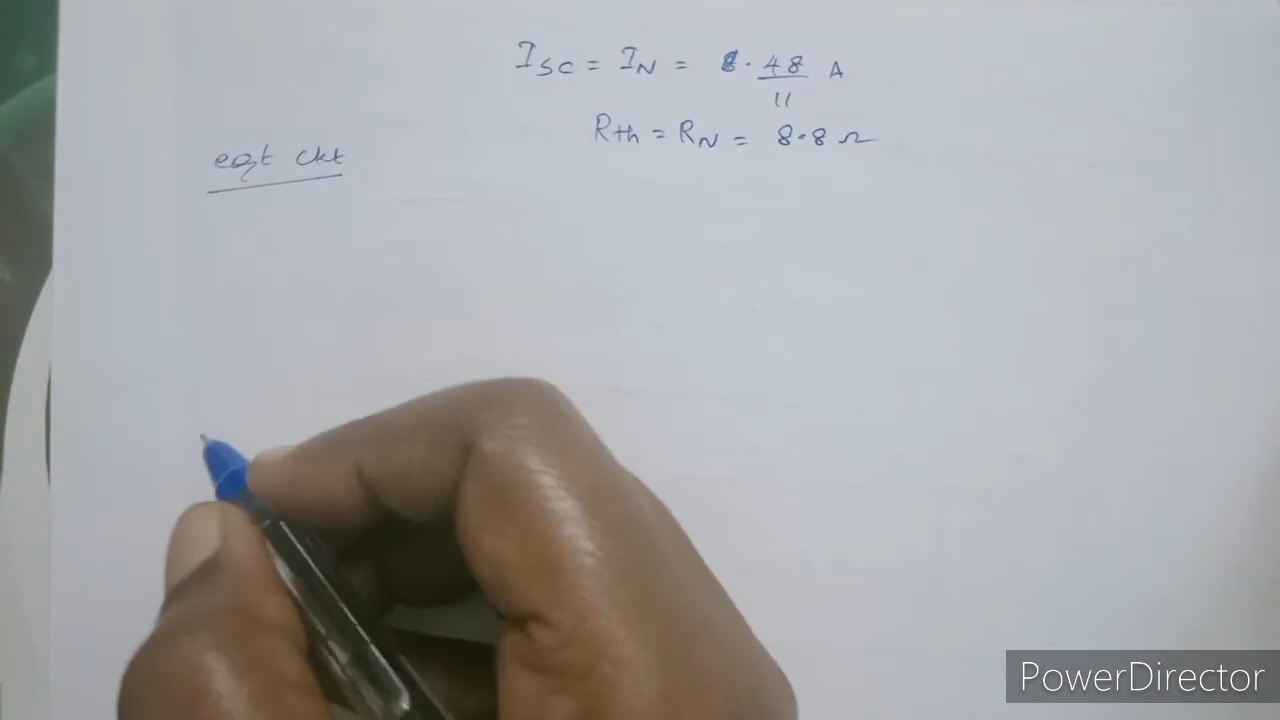 Isc = IN = 8. 48/11 A
Rth = RN = 8.8 Ω
eqt ckt
PowerDirector